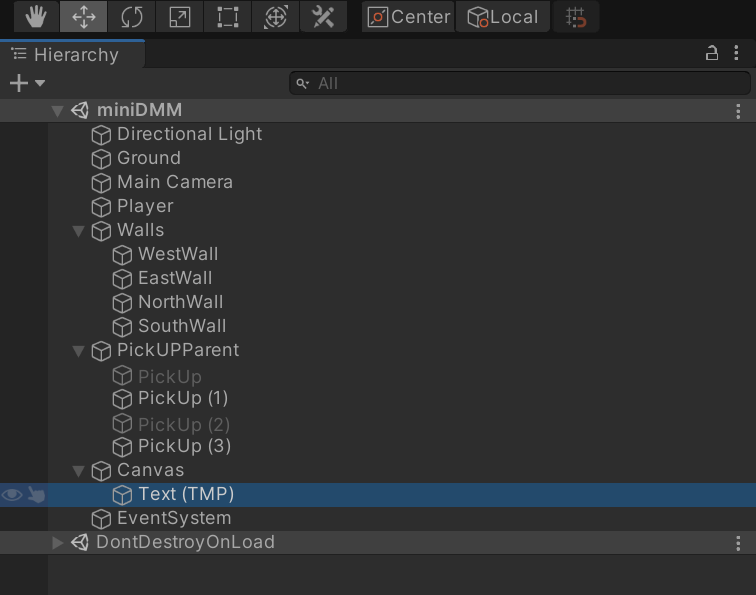 Center Local
Hierarchy
All
miniDMM
Directional Light
Ground
Main Camera
Player
Walls
WestWall
EastWall
NorthWall
SouthWall
PickUPParent
PickUp
PickUp (1)
PickUp (2)
PickUp (3)
Canvas
Text (TMP)
EventSystem
DontDestroyOnLoad